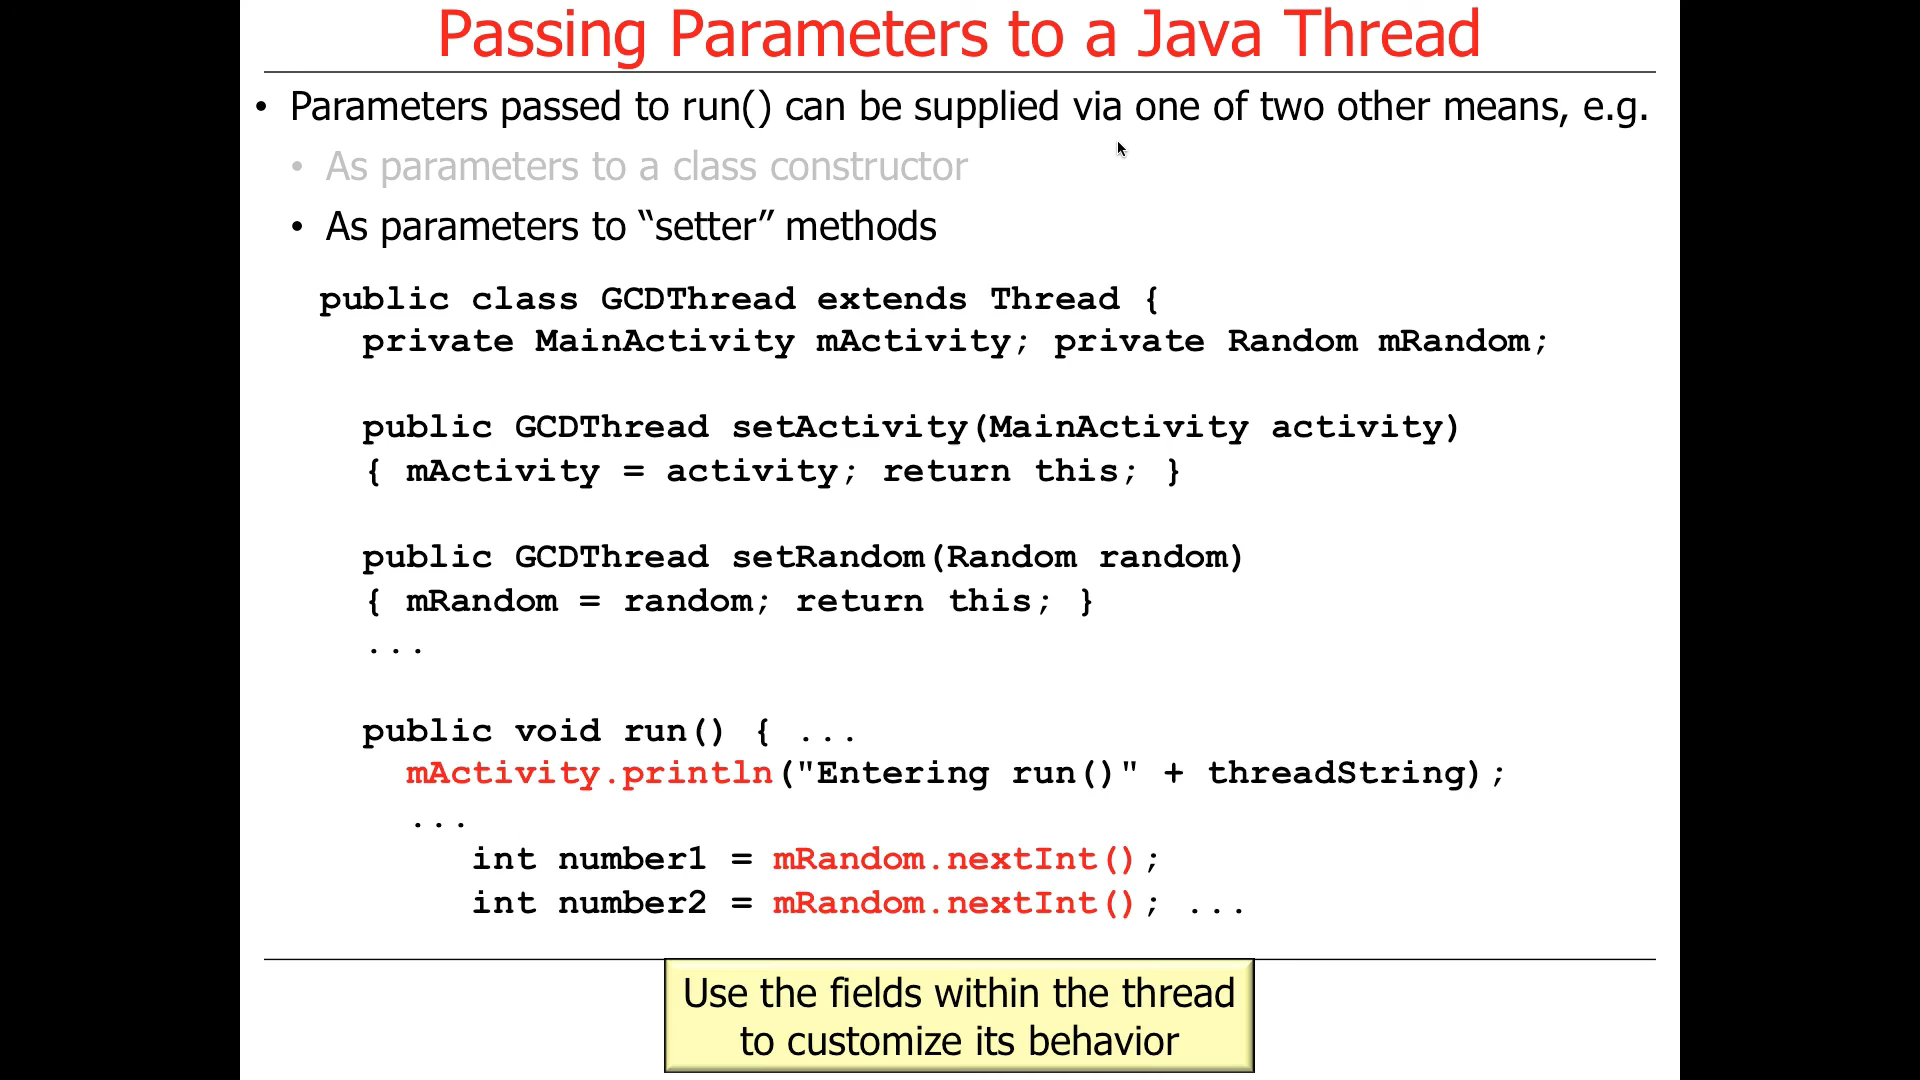 Passing Parameters to a Java Thread
• Parameters passed to run() can be supplied via one of two other means, e.g.
• As parameters to a class constructor
• As parameters to “setter” methods
public class GCDThread extends Thread {
private MainActivity mActivity; private Random mRandom;
public GCDThread setActivity(MainActivity activity)
{ mActivity = activity; return this; }
public GCDThread setRandom(Random random)
{ mRandom = random; return this; }
...
public void run() { ...
mActivity.println("Entering run()" + threadString);
...
int number1 = mRandom.nextInt();
int number2 = mRandom.nextInt(); ...
Use the fields within the thread
to customize its behavior